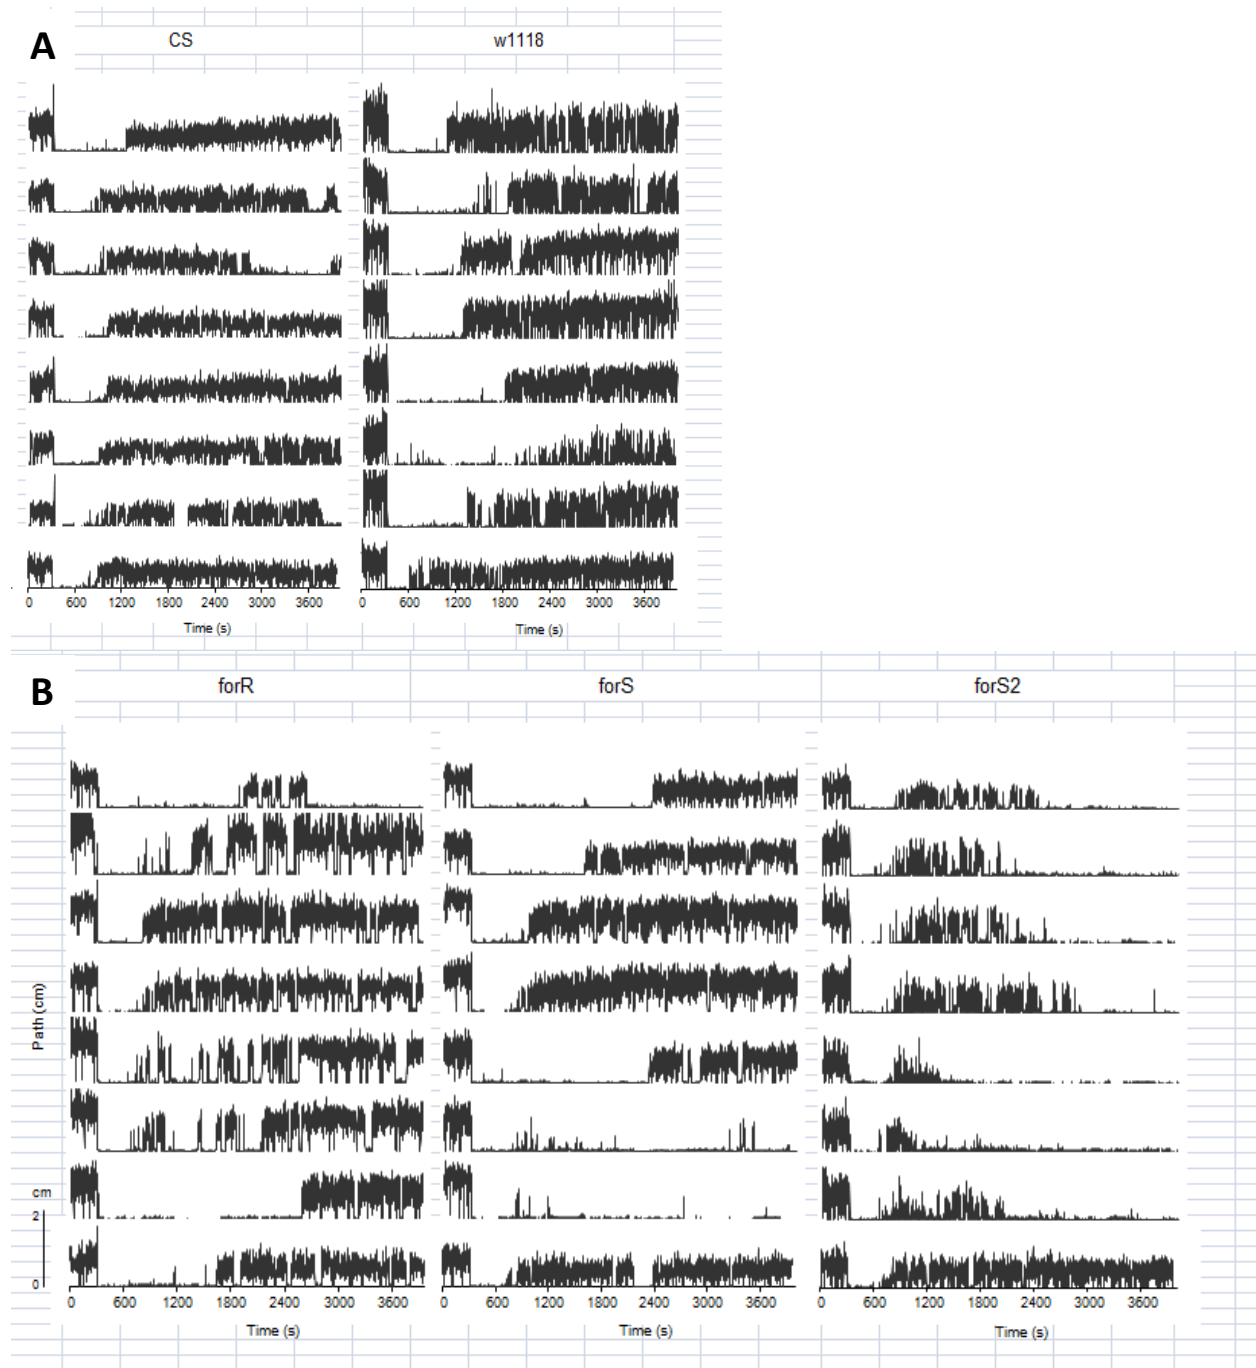 A
CS w1118
0 600 1200 1800 2400 3000 3600 0 600 1200 1800 2400 3000 3600
Time (s) Time (s)
B
forR forS forS2
Path (cm)
cm
2
0
0 600 1200 1800 2400 3000 3600 0 600 1200 1800 2400 3000 3600 0 600 1200 1800 2400 3000 3600
Time (s) Time (s) Time (s)